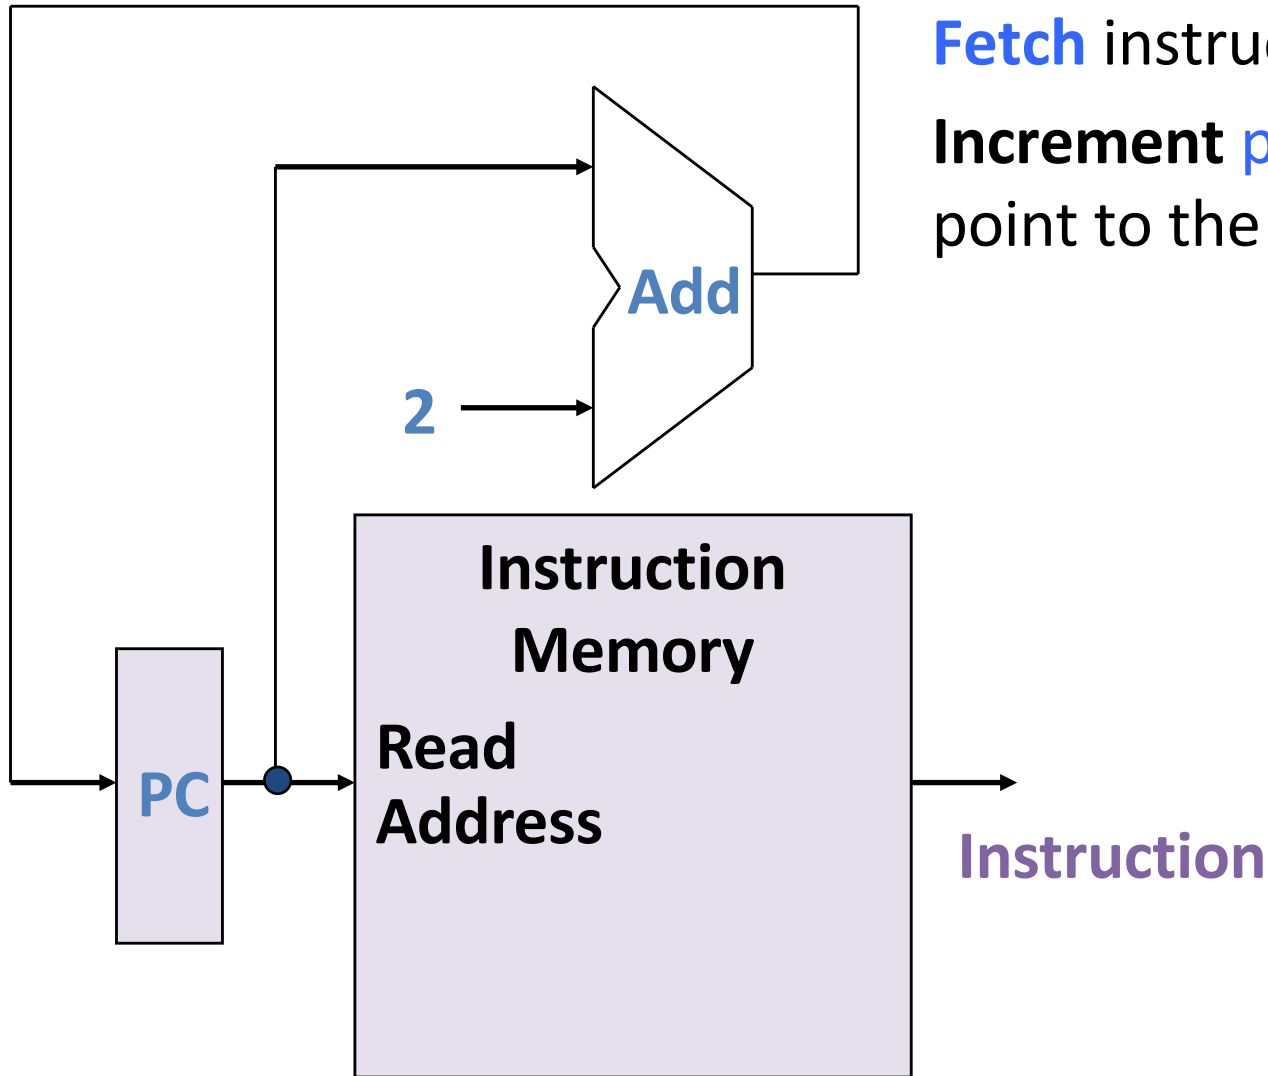 Fetch
Increment
point to the
Add
2
Instruction
Memory
Read
Address
PC
Instruction